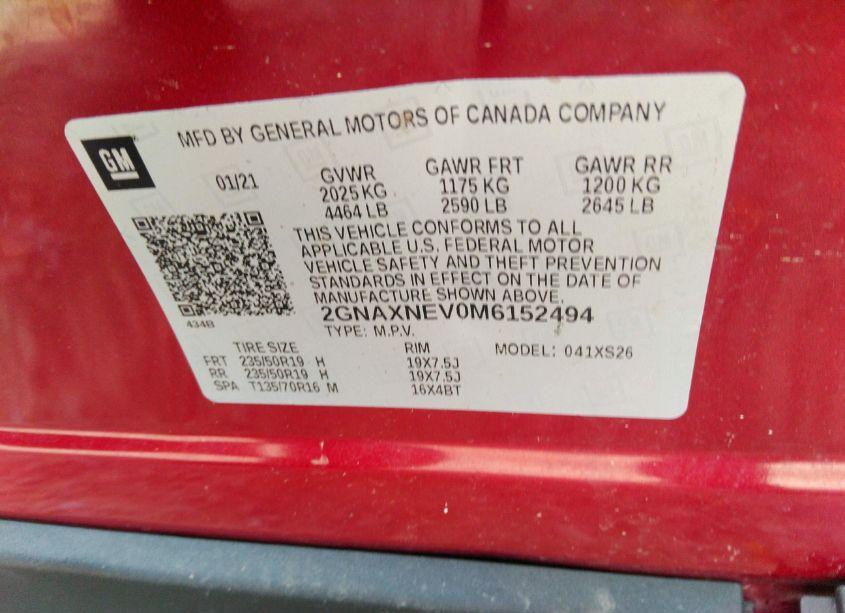 MFD BY GENERAL MOTORS OF CANADA COMPANY
GM
01/21
GVWR GAWR FRT GAWR RR
2025 KG 1175 KG 1200 KG
4464 LB 2590 LB 2645 LB
THIS VEHICLE CONFORMS TO ALL
APPLICABLE U.S. FEDERAL MOTOR
VEHICLE SAFETY AND THEFT PREVENTION
STANDARDS IN EFFECT ON THE DATE OF
MANUFACTURE SHOWN ABOVE.
2GNAXNEV0M6152494
434B
TYPE: M.P.V.
TIRE SIZE RIM MODEL: 041XS26
FRT 235/50R19 H 19X7.5J
RR 235/50R19 H 19X7.5J
SPA T135/70R16 M 16X4BT